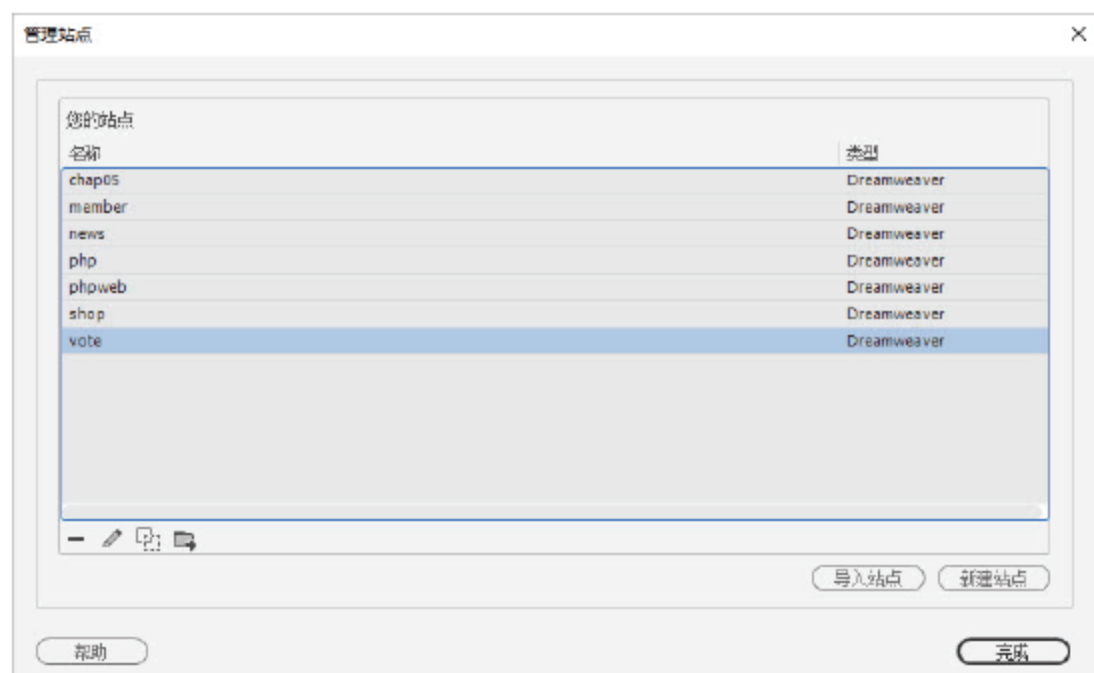 管理站点
您的站点
名称 类型
chap05 Dreamweaver
member Dreamweaver
news Dreamweaver
php Dreamweaver
phpweb Dreamweaver
shop Dreamweaver
vote Dreamweaver
导入站点 新建站点
帮助 完成